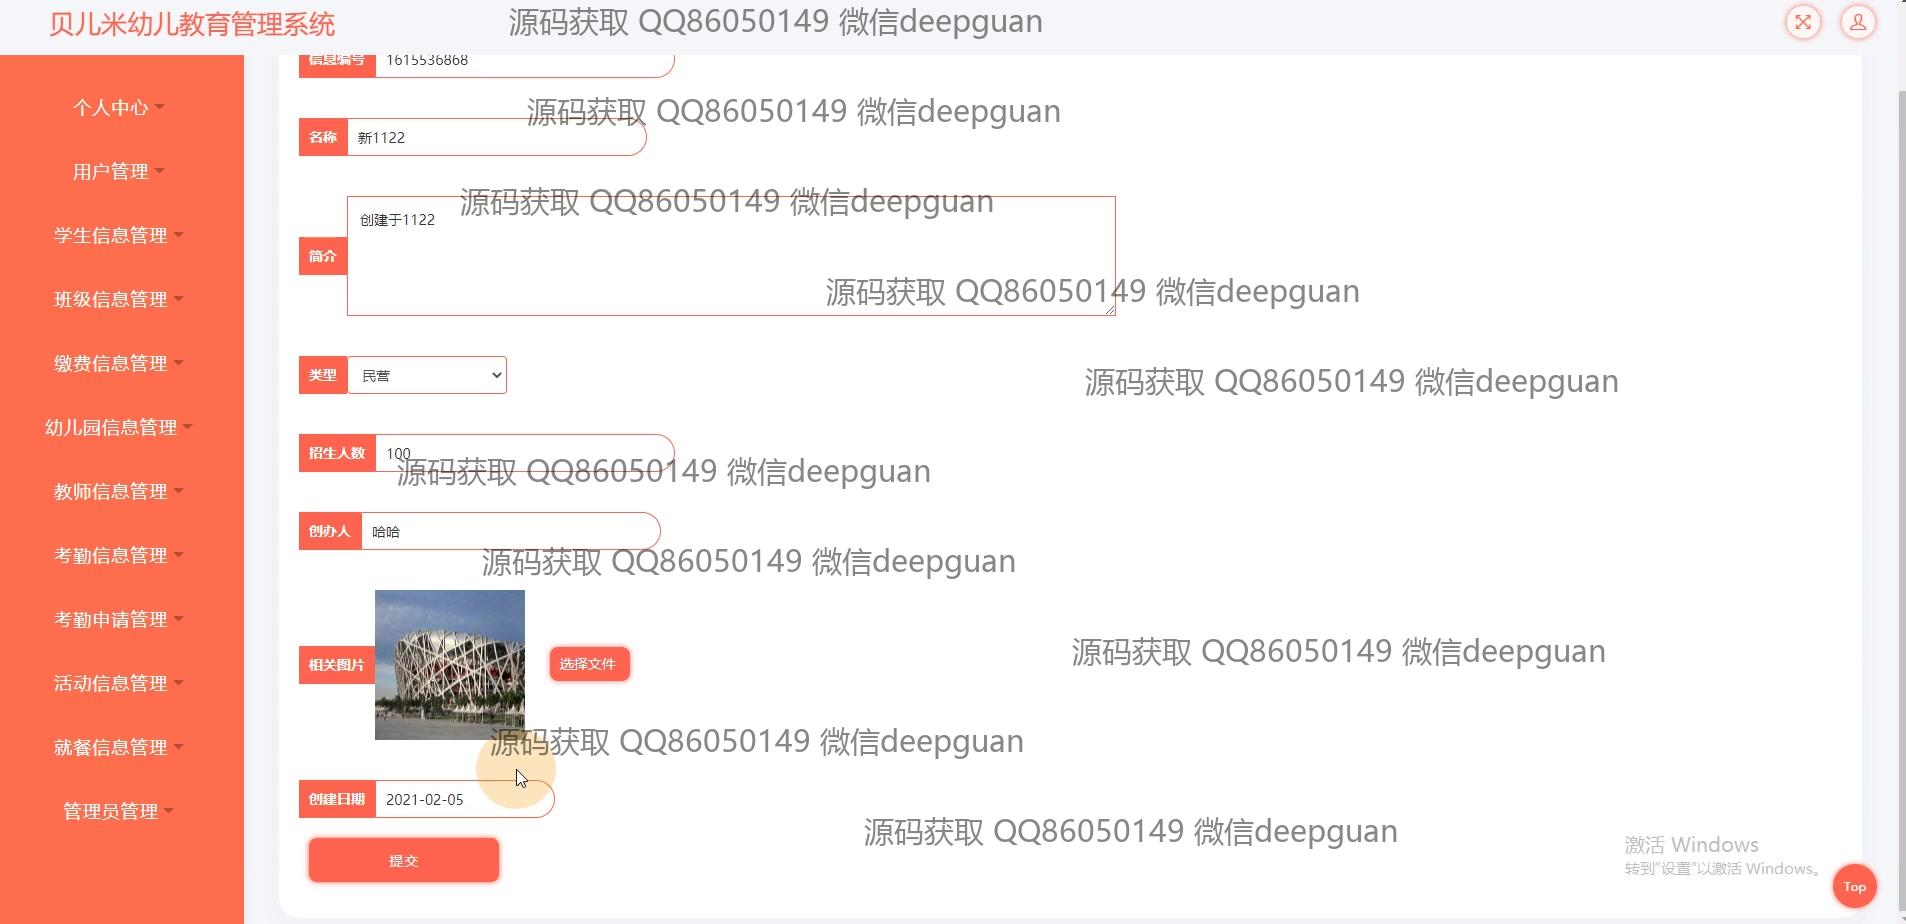 贝儿米幼儿教育管理系统
源码获取 QQ86050149 微信deepguan
信息编号 1615536868
个人中心
源码获取 QQ86050149 微信deepguan
名称 新1122
用户管理
源码获取 QQ86050149 微信deepguan
创建于1122
学生信息管理
简介
源码获取 QQ86050149 微信deepguan
班级信息管理
缴费信息管理
类型 民营
源码获取 QQ86050149 微信deepguan
幼儿园信息管理
招生人数 100
源码获取 QQ86050149 微信deepguan
教师信息管理
创办人 哈哈
考勤信息管理
源码获取 QQ86050149 微信deepguan
考勤申请管理
源码获取 QQ86050149 微信deepguan
相关图片 选择文件
活动信息管理
源码获取 QQ86050149 微信deepguan
就餐信息管理
创建日期 2021-02-05
管理员管理
源码获取 QQ86050149 微信deepguan
提交
激活 Windows
转到"设置"以激活 Windows。
Top